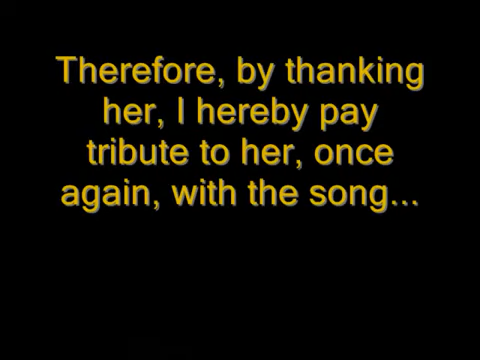 Therefore, by thanking
her, I hereby pay
tribute to her, once
again, with the song...